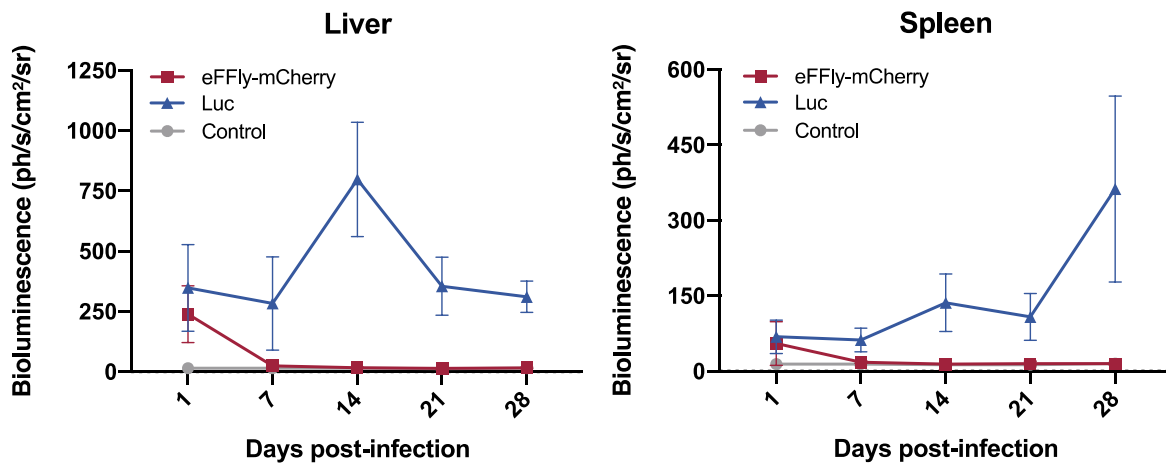 Liver
Bioluminescence (ph/s/cm²/sr)
1250
1000
750
500
250
0
eFFly-mCherry
Luc
Control
1
7
14
21
28
Days post-infection
Spleen
Bioluminescence (ph/s/cm²/sr)
600
450
300
150
0
eFFly-mCherry
Luc
Control
1
7
14
21
28
Days post-infection